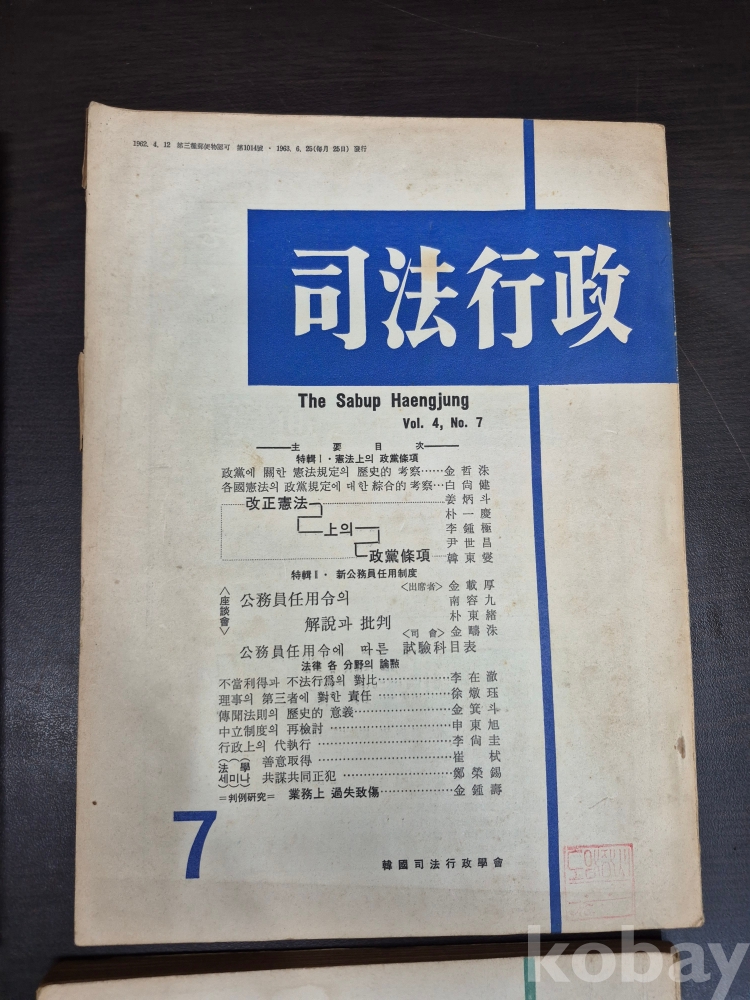 1962. 4. 12 第三種郵便物認可 第1014號 · 1963. 6. 25(每月 25日) 發行
司法行政
The Sabup Haengjung
Vol. 4, No. 7
主 要 目 次
特輯Ⅰ · 憲法上의 政黨條項
政黨에 關한 憲法規定의 歷史的 考察……金哲洙
各國憲法의 政黨規定에 대한 綜合的 考察…白尙健
改正憲法 上의 政黨條項
姜炳斗
朴一慶
李鍾極
尹世昌
韓東燮
特輯Ⅱ · 新公務員任用制度
<座談會> 公務員任用令의 解說과 批判
<出席者> 金載厚
南容九
朴東緖
<司會> 金疇洙
公務員任用令에 따른 試驗科目表
法律 各 分野의 論點
不當利得과 不法行爲의 對比……李在澈
理事의 第三者에 對한 責任……徐燉珏
傳聞法則의 歷史的 意義……金箕斗
中立制度의 再檢討……申東旭
行政上의 代執行……李尙圭
法學세미나
善意取得……崔栻
共謀共同正犯……鄭榮錫
=判例研究= 業務上 過失致傷……金鍾壽
7
韓國司法行政學會
kobay